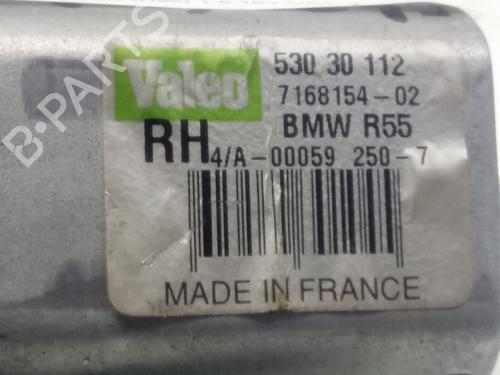 Valeo 530 30 112
7168154-02
RH BMW R55
4/A-00059 250-7
MADE IN FRANCE
B-PARTS